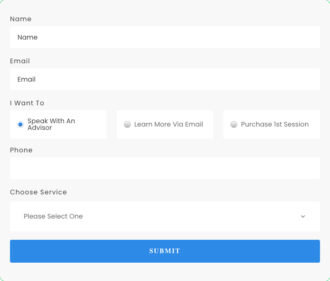 Name
Name
Email
Email
I Want To
Speak With An
Advisor
Learn More Via Email
Purchase 1st Session
Phone
Choose Service
Please Select One
SUBMIT